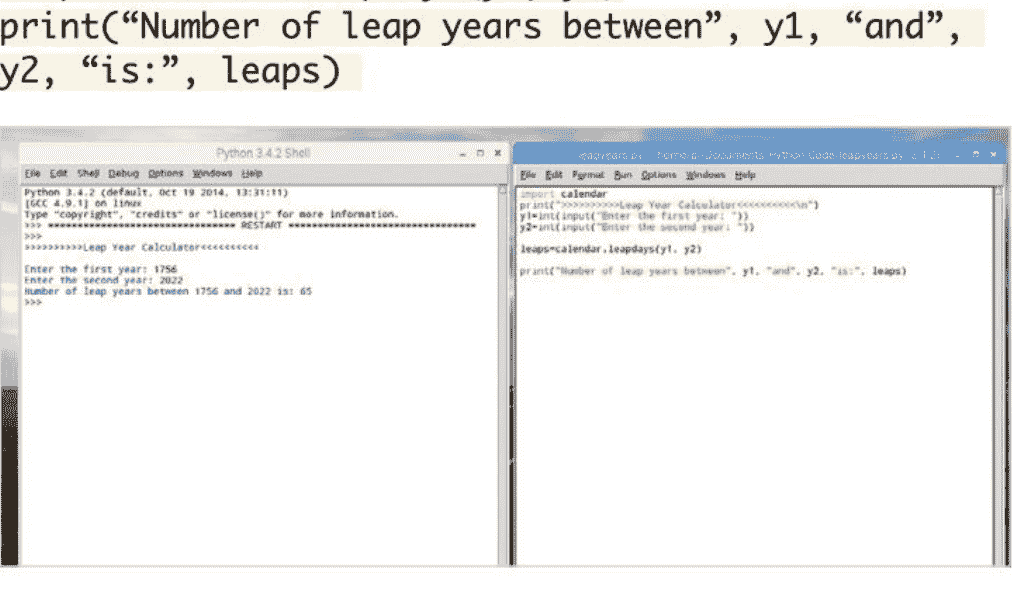 print(“Number of leap years between”, y1, “and”,
y2, “is:”, leaps)
Python 3.4.2 Shell
File Edit Shell Debug Options Windows Help
Python 3.4.2 (default, Oct 19 2014, 13:31:11)
[GCC 4.9.1] on linux
Type "copyright", "credits" or "license()" for more information.
>>> ================================ RESTART ================================
>>>
>>>>>>>>>>Leap Year Calculator<<<<<<<<<<
Enter the first year: 1756
Enter the second year: 2022
Number of leap years between 1756 and 2022 is: 65
>>>
File Edit Format Run Options Windows Help
import calendar
print(">>>>>>>>>>Leap Year Calculator<<<<<<<<<<\n")
y1=int(input("Enter the first year: "))
y2=int(input("Enter the second year: "))
leaps=calendar.leapdays(y1, y2)
print("Number of leap years between", y1, "and", y2, "is:", leaps)